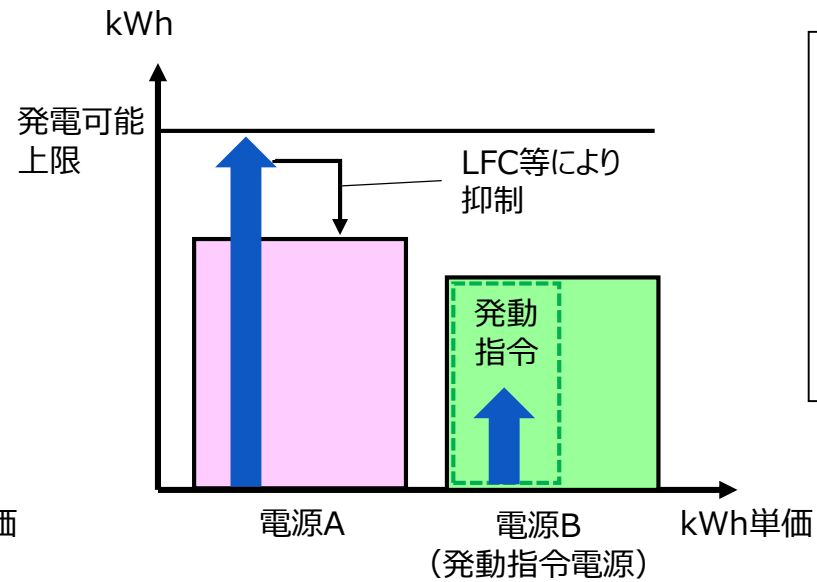 kWh
発電可能
上限
LFC等により
抑制
発動
指令
価
電源A
電源B
（発動指令電源）
kWh単価